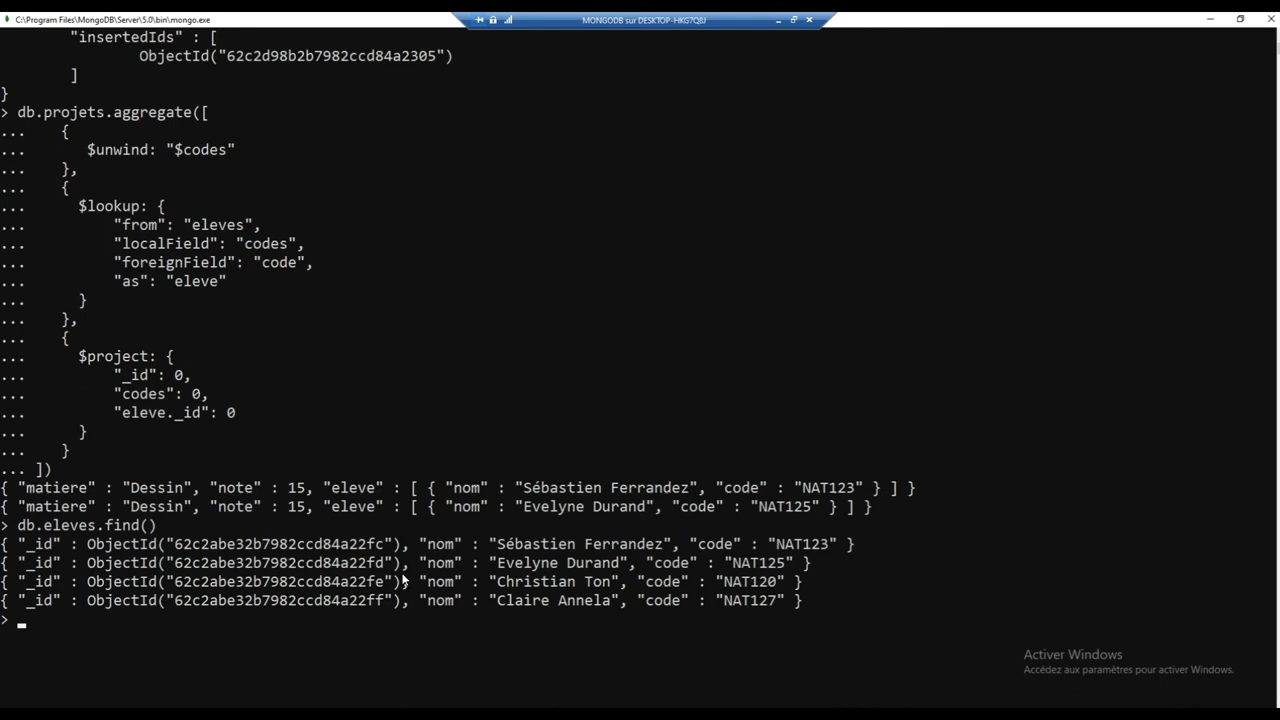 C:\Program Files\MongoDB\Server\5.0\bin\mongo.exe
MONGODB sur DESKTOP-HKG7Q8J
"insertedIds" : [
ObjectId("62c2d98b2b7982ccd84a2305")
]
}
> db.projets.aggregate([
... {
... $unwind: "$codes"
... },
... {
... $lookup: {
... "from": "eleves",
... "localField": "codes",
... "foreignField": "code",
... "as": "eleve"
... }
... },
... {
... $project: {
... "_id": 0,
... "codes": 0,
... "eleve._id": 0
... }
... }
... ])
{ "matiere" : "Dessin", "note" : 15, "eleve" : [ { "nom" : "Sébastien Ferrandez", "code" : "NAT123" } ] }
{ "matiere" : "Dessin", "note" : 15, "eleve" : [ { "nom" : "Evelyne Durand", "code" : "NAT125" } ] }
> db.eleves.find()
{ "_id" : ObjectId("62c2abe32b7982ccd84a22fc"), "nom" : "Sébastien Ferrandez", "code" : "NAT123" }
{ "_id" : ObjectId("62c2abe32b7982ccd84a22fd"), "nom" : "Evelyne Durand", "code" : "NAT125" }
{ "_id" : ObjectId("62c2abe32b7982ccd84a22fe"), "nom" : "Christian Ton", "code" : "NAT120" }
{ "_id" : ObjectId("62c2abe32b7982ccd84a22ff"), "nom" : "Claire Annela", "code" : "NAT127" }
>
Activer Windows
Accédez aux paramètres pour activer Windows.